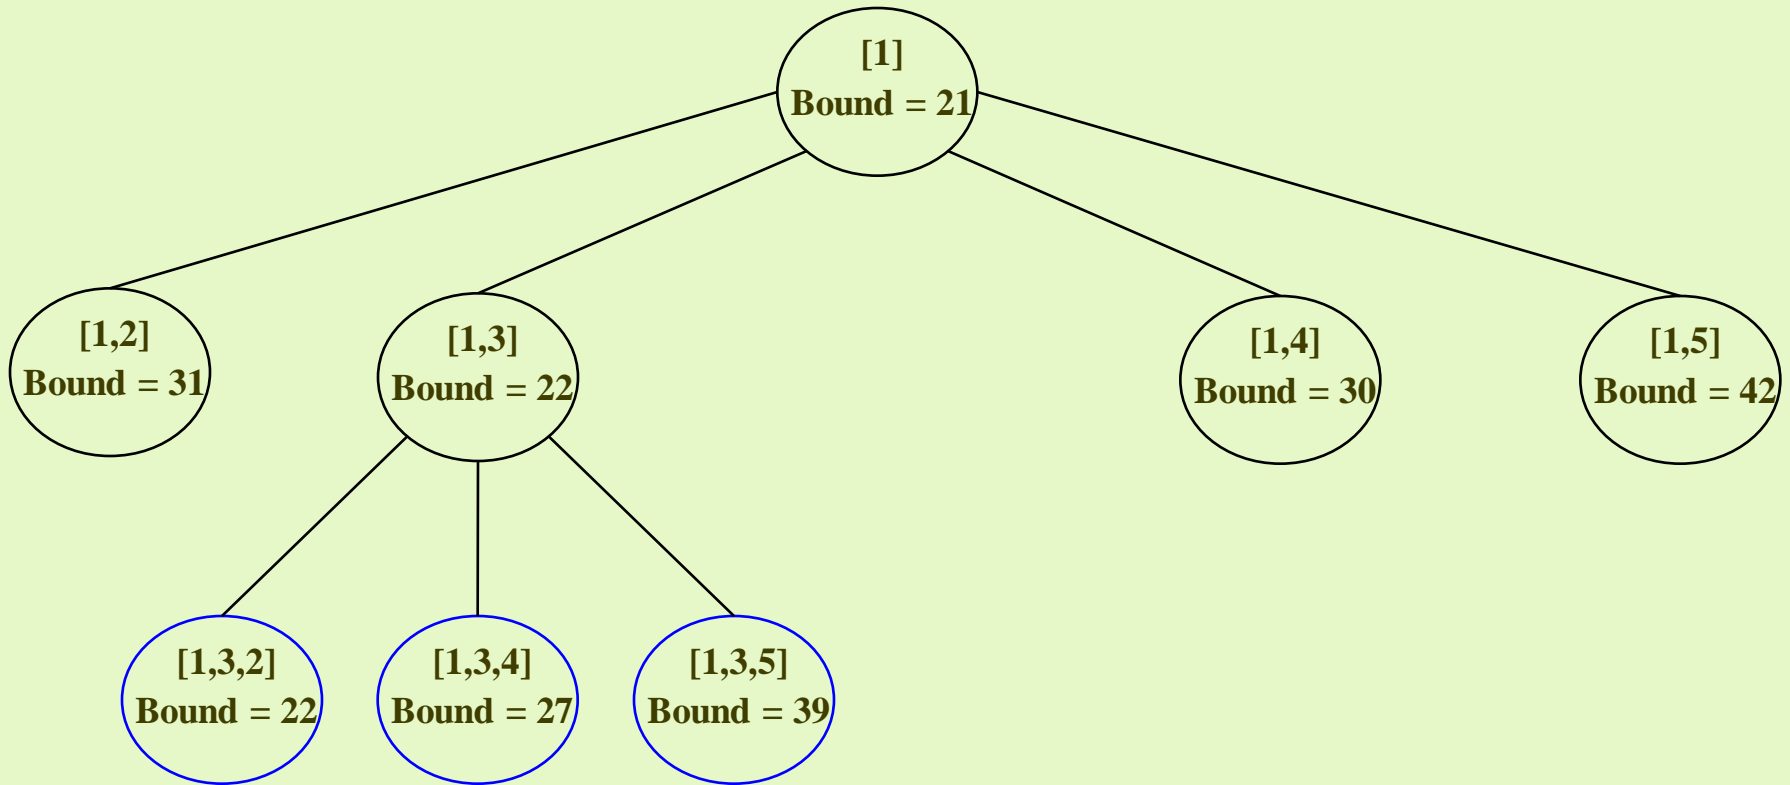 [1]
Bound = 21
[1,2]
Bound = 31
[1,3]
Bound = 22
[1,4]
Bound = 30
[1,5]
Bound = 42
[1,3,2]
Bound = 22
[1,3,4]
Bound = 27
[1,3,5]
Bound = 39